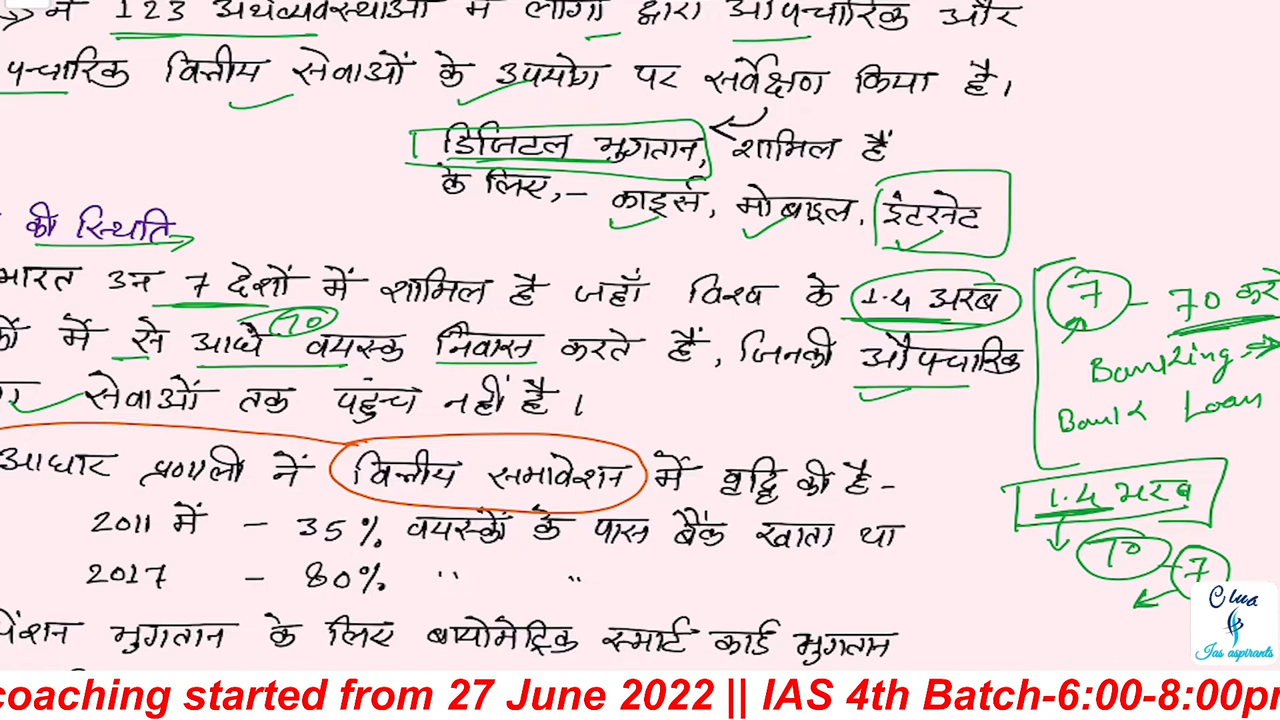 ने 123 अर्थव्यवस्थाओं में लोगों द्वारा औपचारिक और
पचारिक वित्तीय सेवाओं के उपयोग पर सर्वेक्षण किया है।
डिजिटल भुगतान, शामिल हैं
के लिए,- कार्ड्स, मोबाइल, इंटरनेट
की स्थिति
भारत उन 7 देशों में शामिल है जहाँ विश्व के 1.4 अरब
70
में से आधे वयस्क निवास करते हैं, जिनकी औपचारिक
सेवाओं तक पहुंच नहीं है।
7 - 70 कर
Banking
Bank Loan
1.4 अरब
70 - 7
आधार प्रणाली ने वित्तीय समावेशन में वृद्धि की है -
2011 में - 35% वयस्कों के पास बैंक खाता था
2017 - 80% " "
पेंशन भुगतान के लिए बायोमेट्रिक स्मार्ट कार्ड भुगतान
Clue
Ias aspirants
coaching started from 27 June 2022 || IAS 4th Batch-6:00-8:00pm